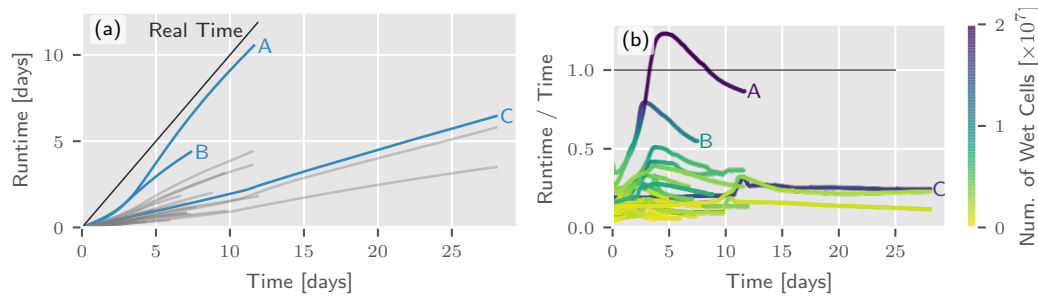 (a)
Real Time
A
B
C
10
5
0
0
5
10
15
20
25
Runtime [days]
Time [days]
(b)
A
B
C
1.0
0.5
0.0
0
5
10
15
20
25
Runtime / Time
Time [days]
2
1
0
Num. of Wet Cells [×10⁷]